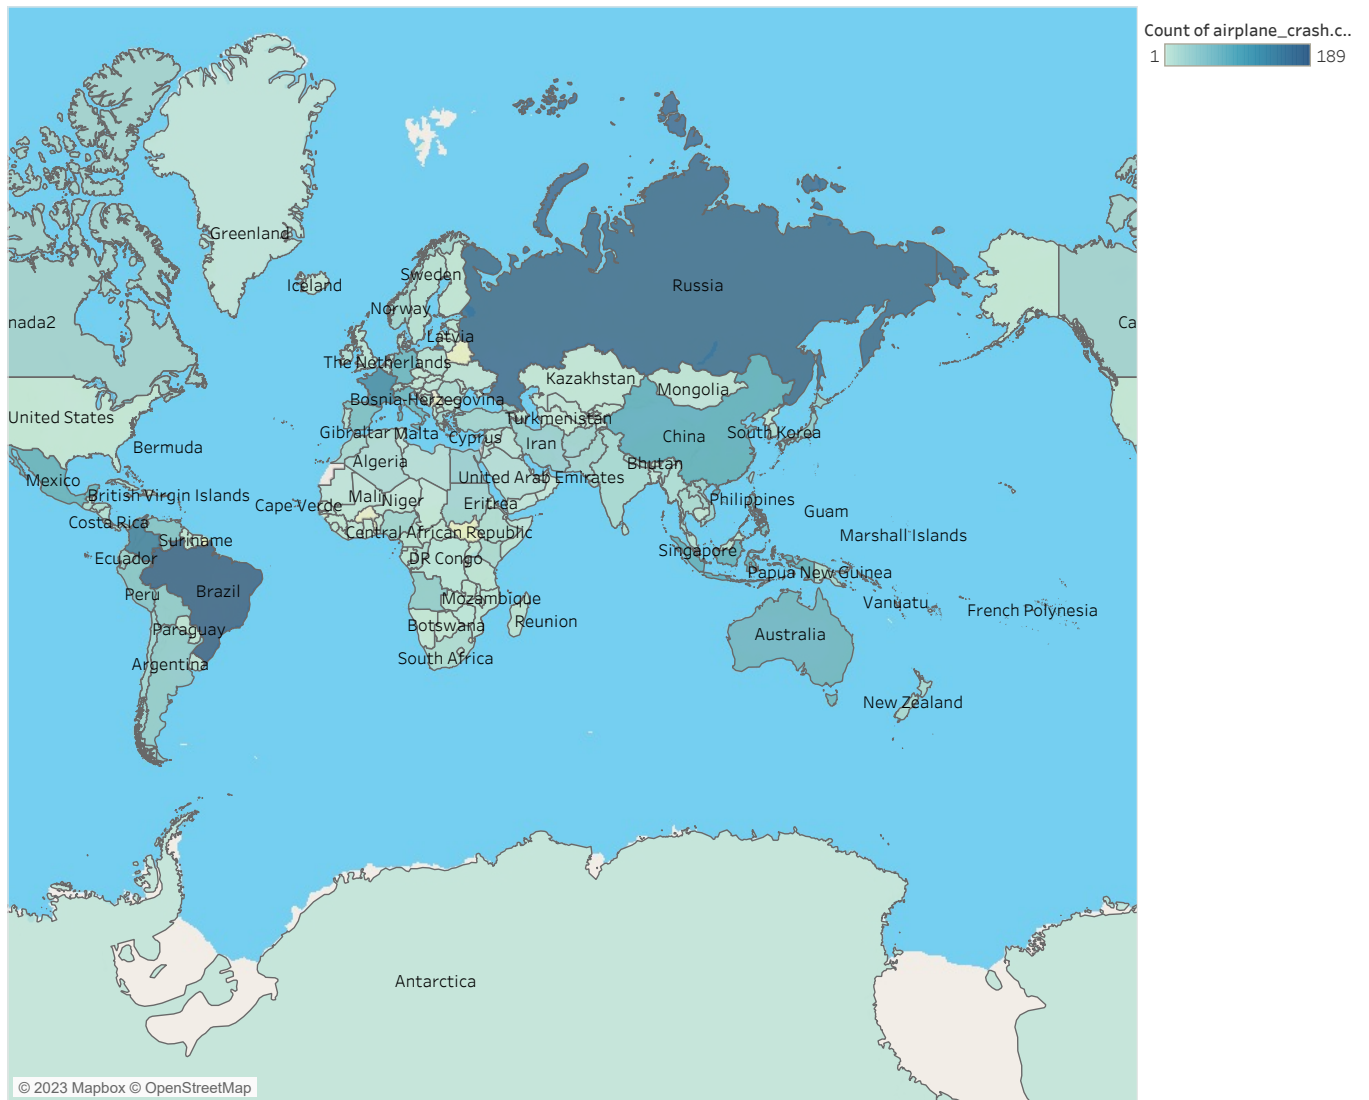 Count of airplane_crash.c..
1 189
Greenland
Iceland
Sweden
Russia
Norway
nada2
Ca
Latvia
The Netherlands
Kazakhstan
Mongolia
Bosnia-Herzegovina
United States
Turkmenistan
Gibraltar
Malta
Cyprus
Iran
China
South Korea
Bermuda
Algeria
Bhutan
Mexico
United Arab Emirates
British Virgin Islands
Mali
Niger
Cape Verde
Eritrea
Philippines
Guam
Costa Rica
Central African Republic
Marshall Islands
Suriname
Singapore
Ecuador
DR Congo
Papua New Guinea
Peru
Brazil
Mozambique
Vanuatu
French Polynesia
Paraguay
Botswana
Reunion
Australia
Argentina
South Africa
New Zealand
Antarctica
© 2023 Mapbox © OpenStreetMap